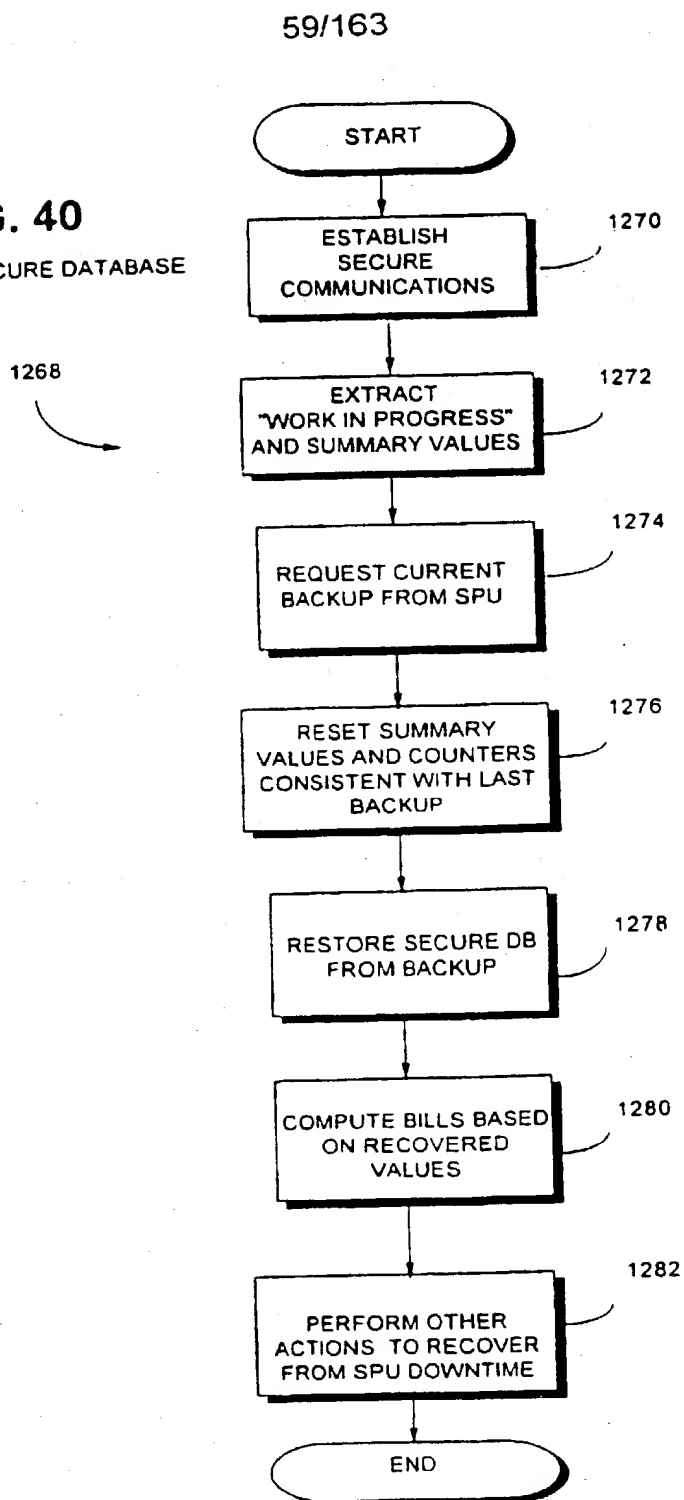 59/163
START
. 40
CURE DATABASE
1268
ESTABLISH
SECURE
COMMUNICATIONS
1270
EXTRACT
"WORK IN PROGRESS"
AND SUMMARY VALUES
1272
REQUEST CURRENT
BACKUP FROM SPU
1274
RESET SUMMARY
VALUES AND COUNTERS
CONSISTENT WITH LAST
BACKUP
1276
RESTORE SECURE DB
FROM BACKUP
1278
COMPUTE BILLS BASED
ON RECOVERED
VALUES
1280
PERFORM OTHER
ACTIONS TO RECOVER
FROM SPU DOWNTIME
1282
END